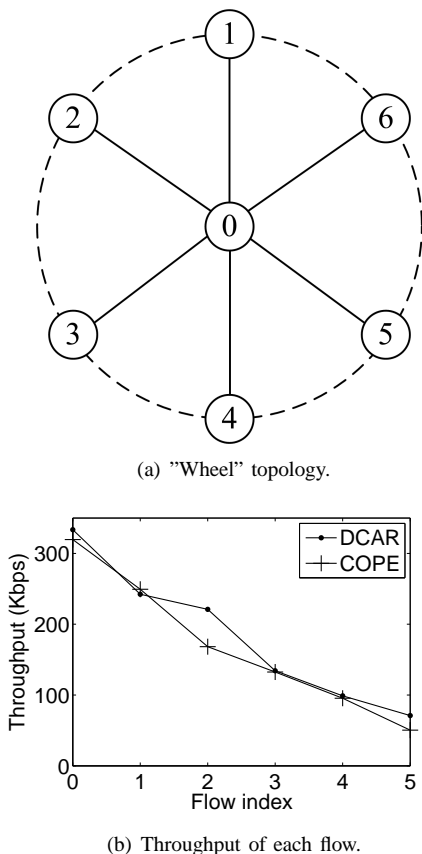 1
2
6
0
3
5
4
(a) ”Wheel” topology.
DCAR
COPE
300
200
100
0
Throughput (Kbps)
0 1 2 3 4 5
Flow index
(b) Throughput of each flow.